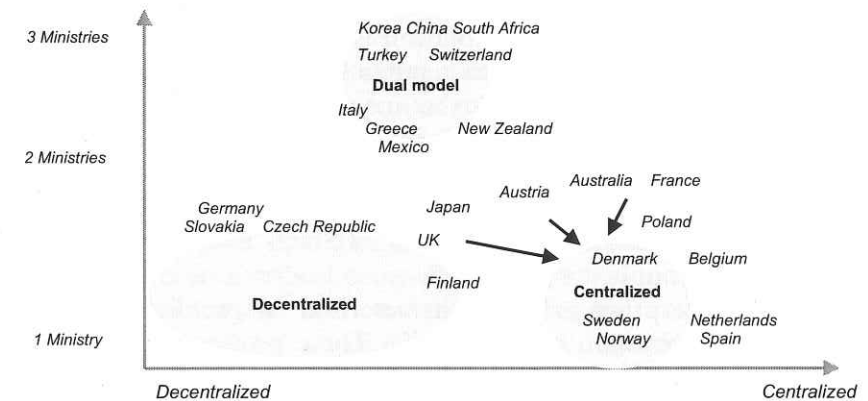 3 Ministries
Korea China South Africa
Turkey Switzerland
Dual model
Italy
Greece New Zealand
Mexico
2 Ministries
Australia France
Austria
Germany Japan
Slovakia Czech Republic Poland
UK
Denmark Belgium
Finland
Decentralized Centralized
Sweden Netherlands
1 Ministry Norway Spain
Decentralized Centralized